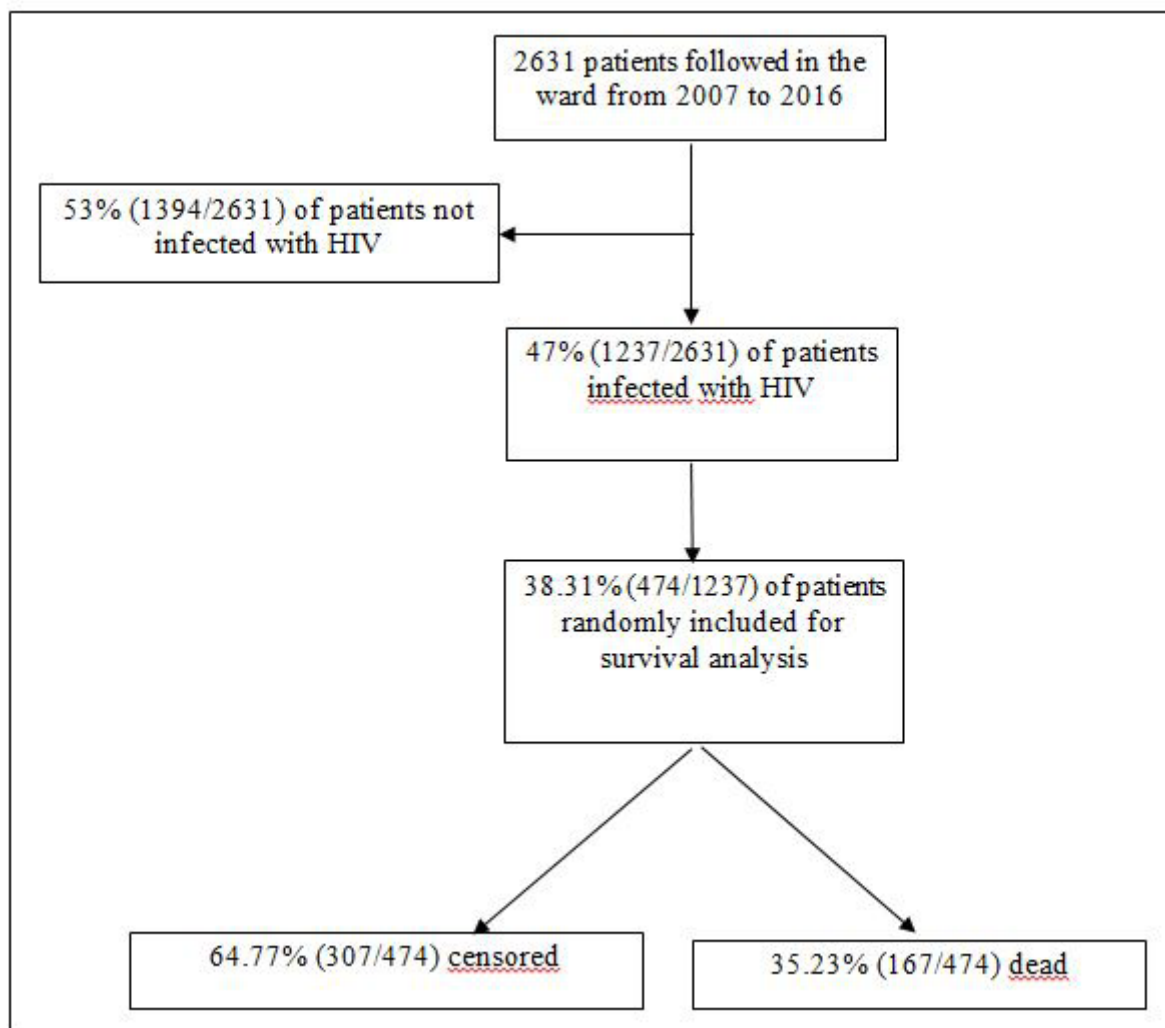 2631 patients followed in the
ward from 2007 to 2016
53% (1394/2631) of patients not
infected with HIV
47% (1237/2631) of patients
infected with HIV
38.31% (474/1237) of patients
randomly included for
survival analysis
64.77% (307/474) censored
35.23% (167/474) dead